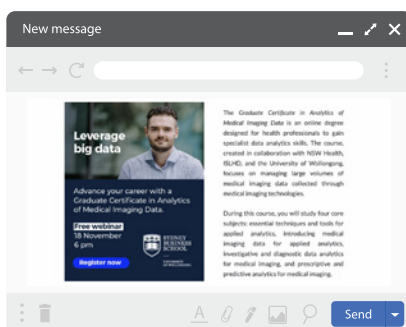 New message
Leverage
big data
Advance your career with a
Graduate Certificate in Analytics
of Medical Imaging Data.
Free webinar
18 November
6 pm
Register now
SYDNEY
BUSINESS
SCHOOL
The Graduate Certificate in Analytics of
Medical Imaging Data is an online degree
designed for health professionals to gain
specialist data analytics skills. The course,
created in collaboration with NSW Health,
ISLHD, and the University of Wollongong,
focuses on managing large volumes of
medical imaging data collected through
medical imaging technologies.
During this course, you will study four core
subjects: essential techniques and tools for
applied analytics, introducing medical
imaging data for applied analytics,
investigative and diagnostic data analytics
for medical imaging, and prescriptive and
predictive analytics for medical imaging.
A
Send